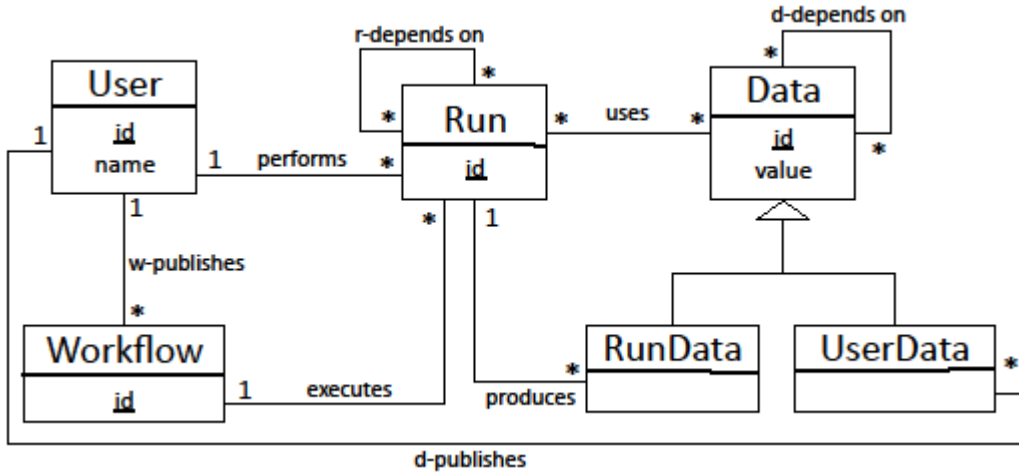 d-depends on
r-depends on
*
*
User
id
name
1
1
1
performs
*
*
Run
id
*
uses
*
Data
id
value
*
*
1
w-publishes
*
Workflow
id
1
executes
produces
*
RunData
UserData
*
d-publishes